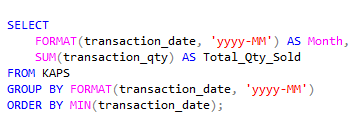 SELECT
FORMAT(transaction_date, 'yyyy-MM') AS Month,
SUM(transaction_qty) AS Total_Qty_Sold
FROM KAPS
GROUP BY FORMAT(transaction_date, 'yyyy-MM')
ORDER BY MIN(transaction_date);